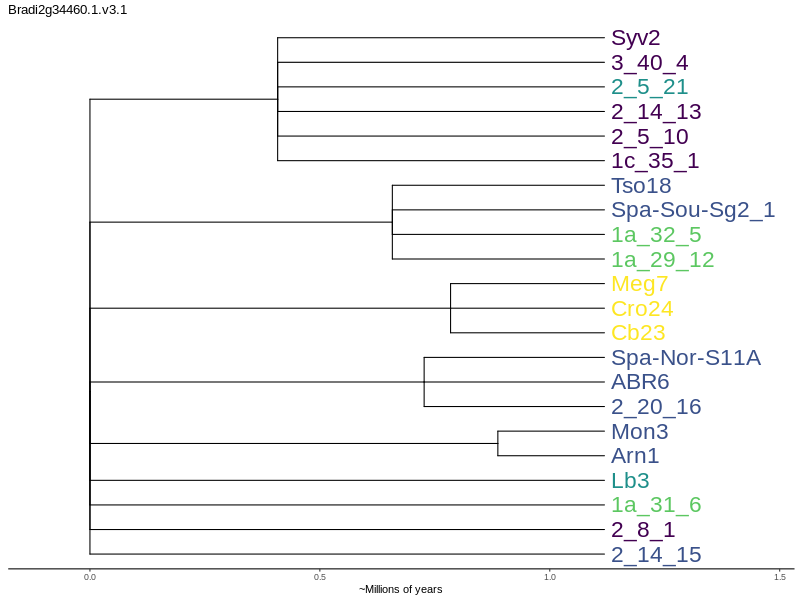 Bradi2g34460.1.v3.1
Syv2
3_40_4
2_5_21
2_14_13
2_5_10
1c_35_1
Tso18
Spa-Sou-Sg2_1
1a_32_5
1a_29_12
Meg7
Cro24
Cb23
Spa-Nor-S11A
ABR6
2_20_16
Mon3
Arn1
Lb3
1a_31_6
2_8_1
2_14_15
0.0 0.5 1.0 1.5
~Millions of years